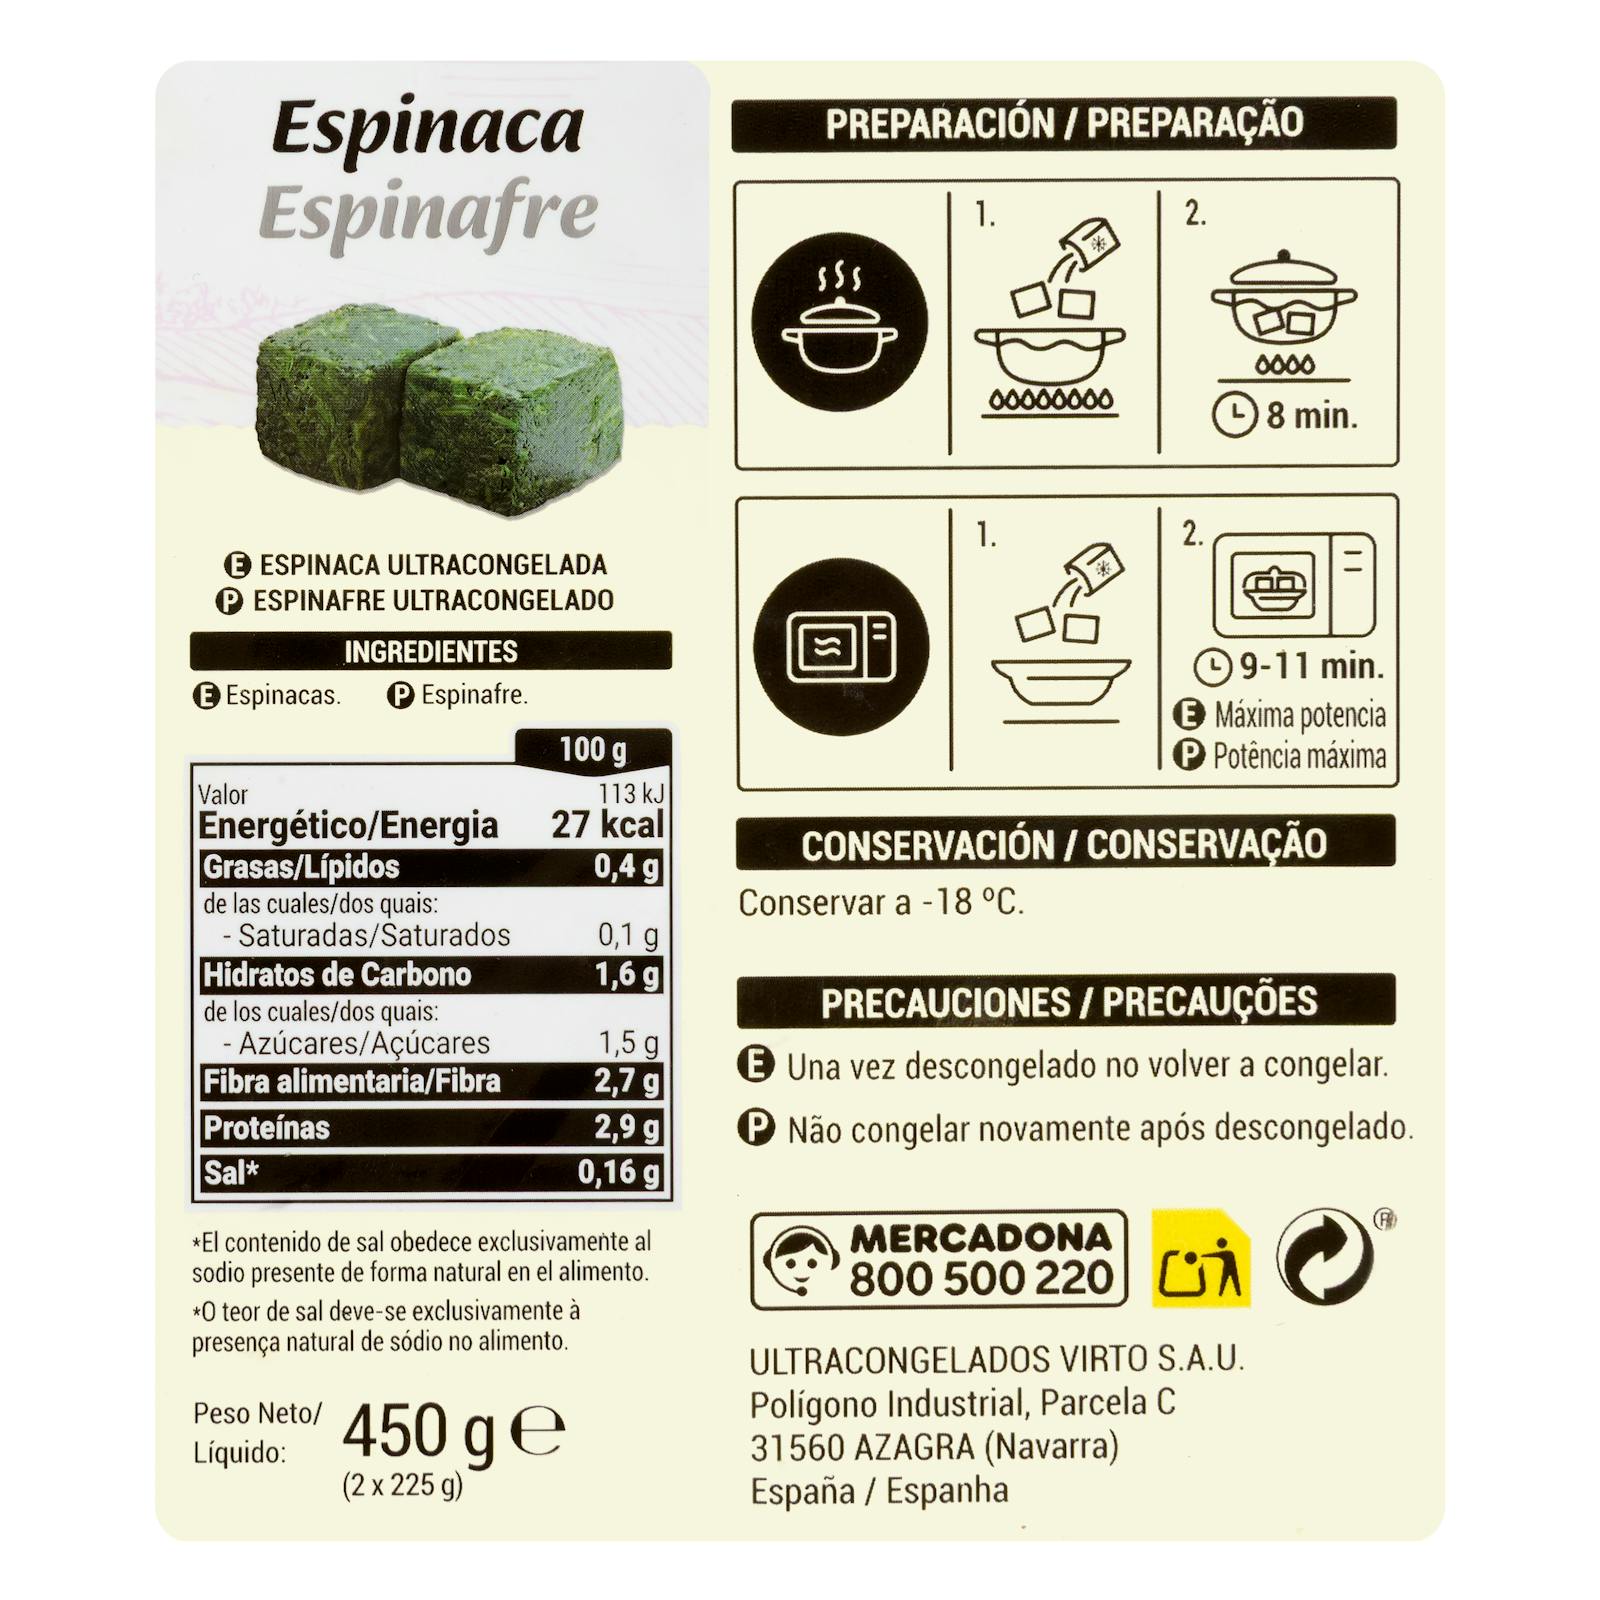 Espinaca
Espinafre
E ESPINACA ULTRACONGELADA
P ESPINAFRE ULTRACONGELADO
INGREDIENTES
E Espinacas. P Espinafre.
100 g
Valor 113 kJ
Energético/Energia 27 kcal
Grasas/Lípidos 0,4 g
de las cuales/dos quais:
- Saturadas/Saturados 0,1 g
Hidratos de Carbono 1,6 g
de los cuales/dos quais:
- Azúcares/Açúcares 1,5 g
Fibra alimentaria/Fibra 2,7 g
Proteínas 2,9 g
Sal* 0,16 g
*El contenido de sal obedece exclusivamente al
sodio presente de forma natural en el alimento.
*O teor de sal deve-se exclusivamente à
presença natural de sódio no alimento.
Peso Neto/
Líquido:
450 g e
(2 x 225 g)
PREPARACIÓN / PREPARAÇÃO
1.
2.
8 min.
1.
2.
9-11 min.
E Máxima potencia
P Potência máxima
CONSERVACIÓN / CONSERVAÇÃO
Conservar a -18 ºC.
PRECAUCIONES / PRECAUÇÕES
E Una vez descongelado no volver a congelar.
P Não congelar novamente após descongelado.
MERCADONA
800 500 220
ULTRACONGELADOS VIRTO S.A.U.
Polígono Industrial, Parcela C
31560 AZAGRA (Navarra)
España / Espanha